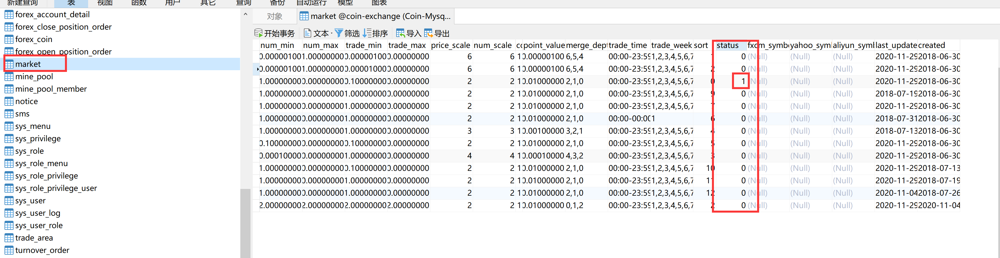 新建查询 表 视图 函数 用户 其它 查询 备份 自动运行 模型 图表
forex_account_detail
forex_close_position_order
forex_coin
forex_open_position_order
market
mine_pool
mine_pool_member
notice
sms
sys_menu
sys_privilege
sys_role
sys_role_menu
sys_role_privilege
sys_role_privilege_user
sys_user
sys_user_log
sys_user_role
trade_area
turnover_order
对象 market @coin-exchange (Coin-Mysq...
开始事务 文本 筛选 排序 导入 导出
num_min num_max trade_min trade_max price_scale num_scale point_value merge_dept trade_time trade_week sort status fxcm_symb yahoo_sym aliyun_symb last_update created
0.00000100 1.00000000 0.00000100 0.00000000 6 6 1 0.00000100 6,5,4 00:00-23:59 1,2,3,4,5,6,7 0 (Null) (Null) (Null) 2020-11-29 2018-06-30
0.00000100 1.00000000 0.00001000 0.00000000 6 6 1 0.00000100 6,5,4 00:00-23:59 1,2,3,4,5,6,7 2 0 (Null) (Null) (Null) 2020-11-29 2018-06-30
1.00000000 0.00000000 0.10000000 0.00000000 2 2 1 0.01000000 2,1,0 00:00-23:59 1,2,3,4,5,6,7 0 1 (Null) (Null) (Null) 2020-11-29 2018-06-30
1.00000000 0.00000000 1.00000000 0.00000000 2 2 1 0.01000000 2,1,0 00:00-23:59 1,2,3,4,5,6,7 9 0 (Null) (Null) (Null) 2018-07-19 2018-06-30
1.00000000 0.00000000 1.00000000 0.00000000 2 2 1 0.01000000 2,1,0 00:00-23:59 1,2,3,4,5,6,7 7 0 (Null) (Null) (Null) 2020-11-29 2018-06-30
1.00000000 0.00000000 1.00000000 0.00000000 2 2 1 0.01000000 2,1,0 00:00-00:00 1 6 0 (Null) (Null) (Null) 2018-07-31 2018-06-30
1.00000000 0.00000000 1.00000000 0.00000000 3 3 1 0.00100000 3,2,1 00:00-23:59 1,2,3,4,5,6,7 4 0 (Null) (Null) (Null) 2018-07-13 2018-06-30
0.10000000 0.00000000 0.10000000 0.00000000 2 2 1 0.01000000 2,1,0 00:00-23:59 1,2,3,4,5,6,7 5 0 (Null) (Null) (Null) 2020-11-29 2018-06-30
0.00010000 0.00000000 1.00000000 0.00000000 4 4 1 0.00010000 4,3,2 00:00-23:59 1,2,3,4,5,6,7 3 0 (Null) (Null) (Null) 2020-11-29 2018-06-30
1.00000000 0.00000000 0.10000000 0.00000000 2 2 1 0.01000000 2,1,0 00:00-23:59 1,2,3,4,5,6,7 10 0 (Null) (Null) (Null) 2020-11-29 2018-07-13
1.00000000 0.00000000 1.00000000 0.00000000 2 2 1 0.01000000 2,1,0 00:00-23:59 1,2,3,4,5,6,7 11 0 (Null) (Null) (Null) 2020-11-29 2018-07-19
1.00000000 0.00000000 1.00000000 0.00000000 2 2 1 0.01000000 2,1,0 00:00-23:59 1,2,3,4,5,6,7 12 0 (Null) (Null) (Null) 2020-11-04 2018-07-26
2.00000000 2.00000000 2.00000000 2.00000000 2 2 1 0.01000000 0,1,2 00:00-23:59 1,2,3,4,5,6,7 2 0 (Null) (Null) (Null) 2020-11-29 2020-11-04